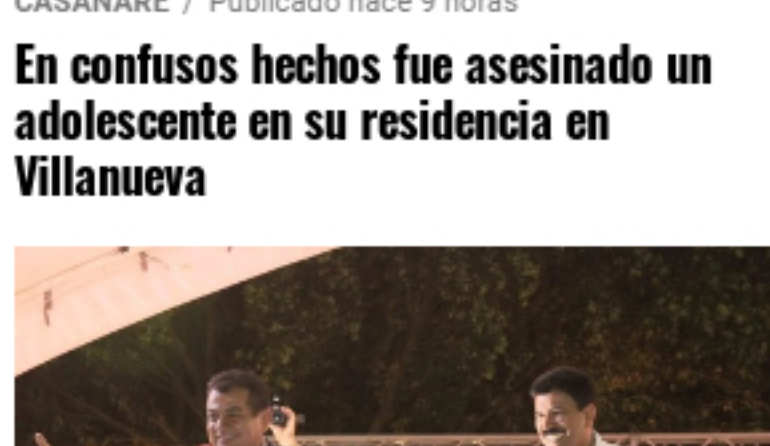 CASANARE / Publicado hace 9 horas
En confusos hechos fue asesinado un
adolescente en su residencia en
Villanueva